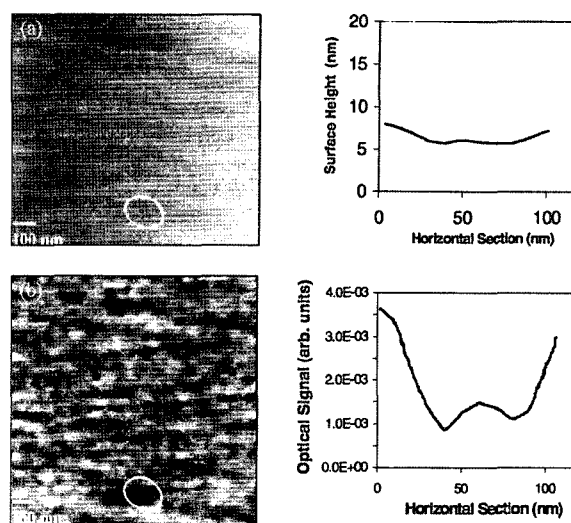 (a)
100 nm
Surface Height (nm)
20
15
10
5
0
0 50 100
Horizontal Section (nm)
(b)
nm
Optical Signal (arb. units)
4.0E-03
3.0E-03
2.0E-03
1.0E-03
0.0E+00
0 50 100
Horizontal Section (nm)